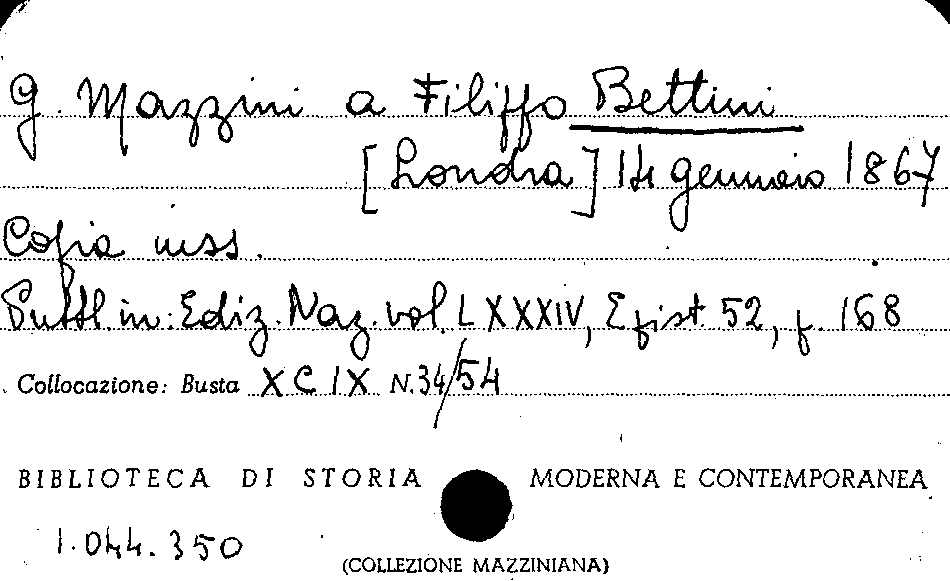 G. Mazzini a Filippo Bettini
[Londra] 14 gennaio 1867
Copia mss.
Pubbl. in: Ediz. Naz. vol. LXXXIV, Epist. 52, p. 168
Collocazione: Busta XCIX N. 34/54
BIBLIOTECA DI STORIA MODERNA E CONTEMPORANEA
1.044.350
(COLLEZIONE MAZZINIANA)